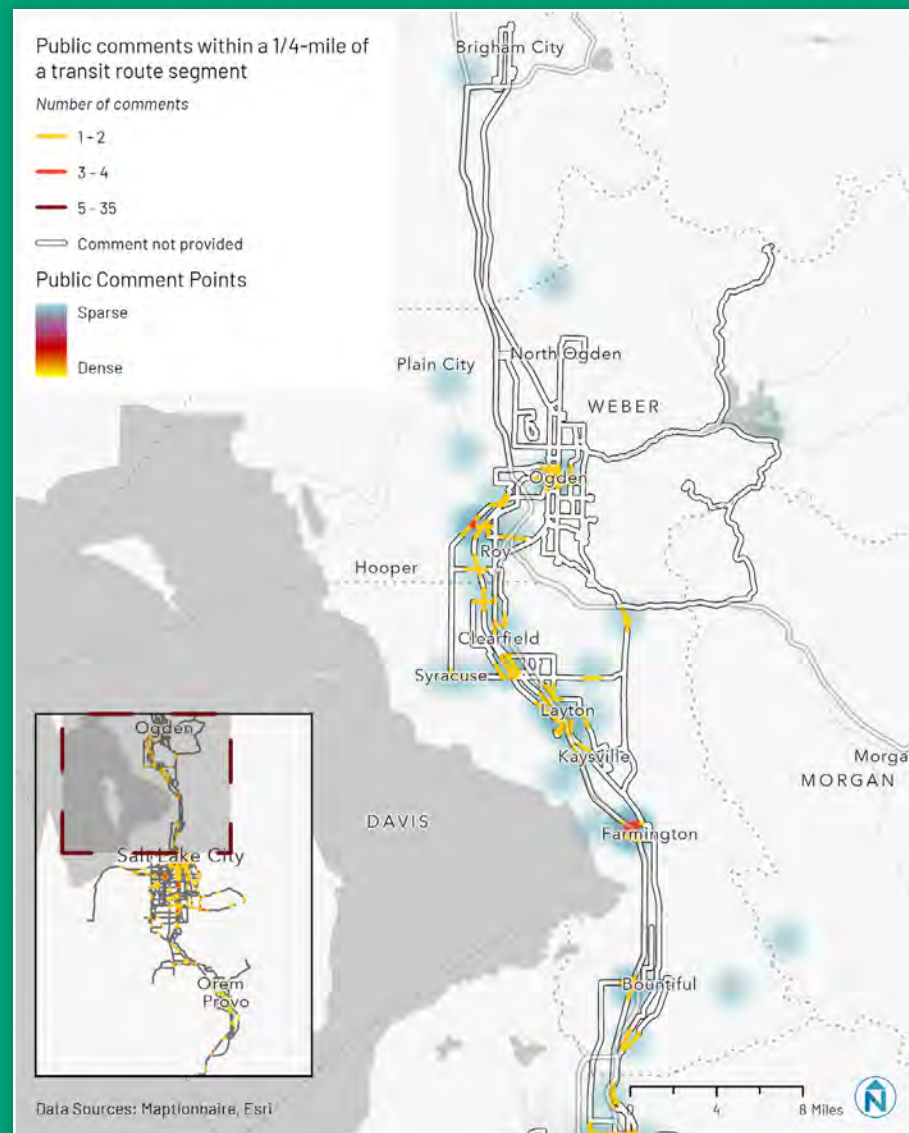 Public comments within a 1/4-mile of
a transit route segment
Number of comments
1 - 2
3 - 4
5 - 35
Comment not provided
Public Comment Points
Sparse
Dense
Brigham City
Plain City
North Ogden
WEBER
Ogden
Roy
Hooper
Clearfield
Syracuse
Layton
Kaysville
Morga
MORGAN
DAVIS
Farmington
Bountiful
Ogden
Salt Lake City
Orem
Provo
Data Sources: Maptionnaire, Esri
0 4 8 Miles
N